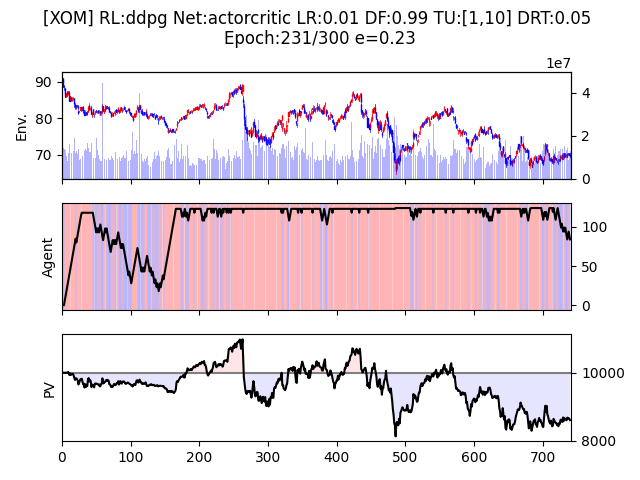 [XOM] RL:ddpg Net:actorcritic LR:0.01 DF:0.99 TU:[1,10] DRT:0.05
Epoch:231/300 e=0.23
1e7
90
80
70
Env.
4
2
0
Agent
100
50
0
PV
10000
8000
0 100 200 300 400 500 600 700